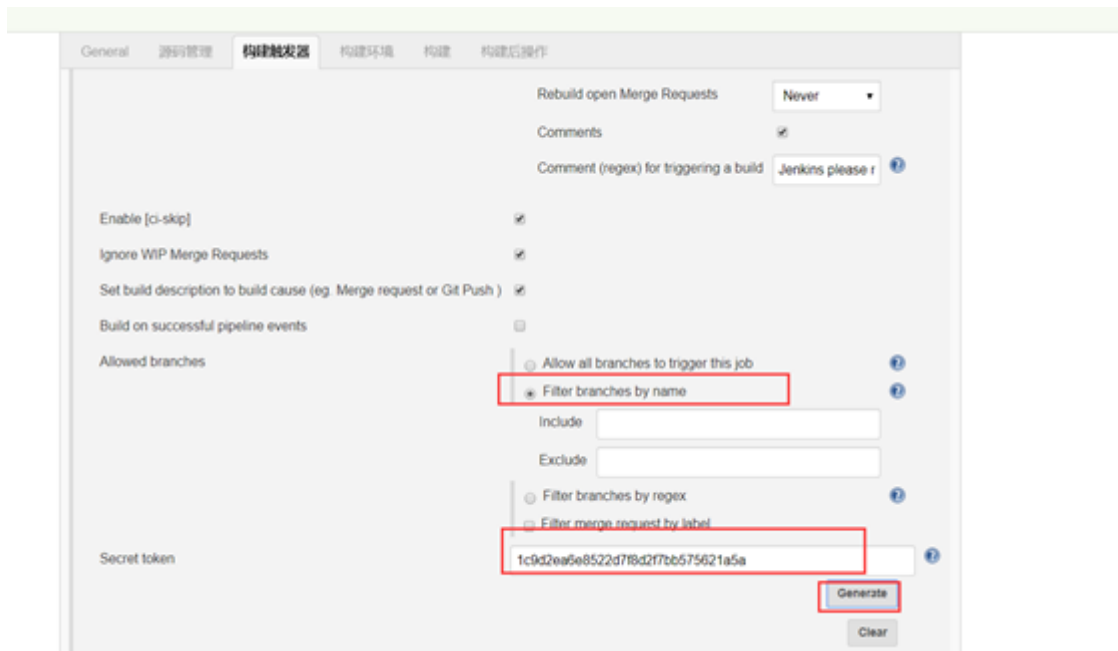 General 源码管理 构建触发器 构建环境 构建 构建后操作
Rebuild open Merge Requests Never
Comments
Comment (regex) for triggering a build Jenkins please r
Enable [ci-skip]
Ignore WIP Merge Requests
Set build description to build cause (eg. Merge request or Git Push )
Build on successful pipeline events
Allowed branches Allow all branches to trigger this job
Filter branches by name
Include
Exclude
Filter branches by regex
Filter merge request by label
Secret token 1c9d2ea6e8522d7f8d2f7bb575621a5a
Generate
Clear